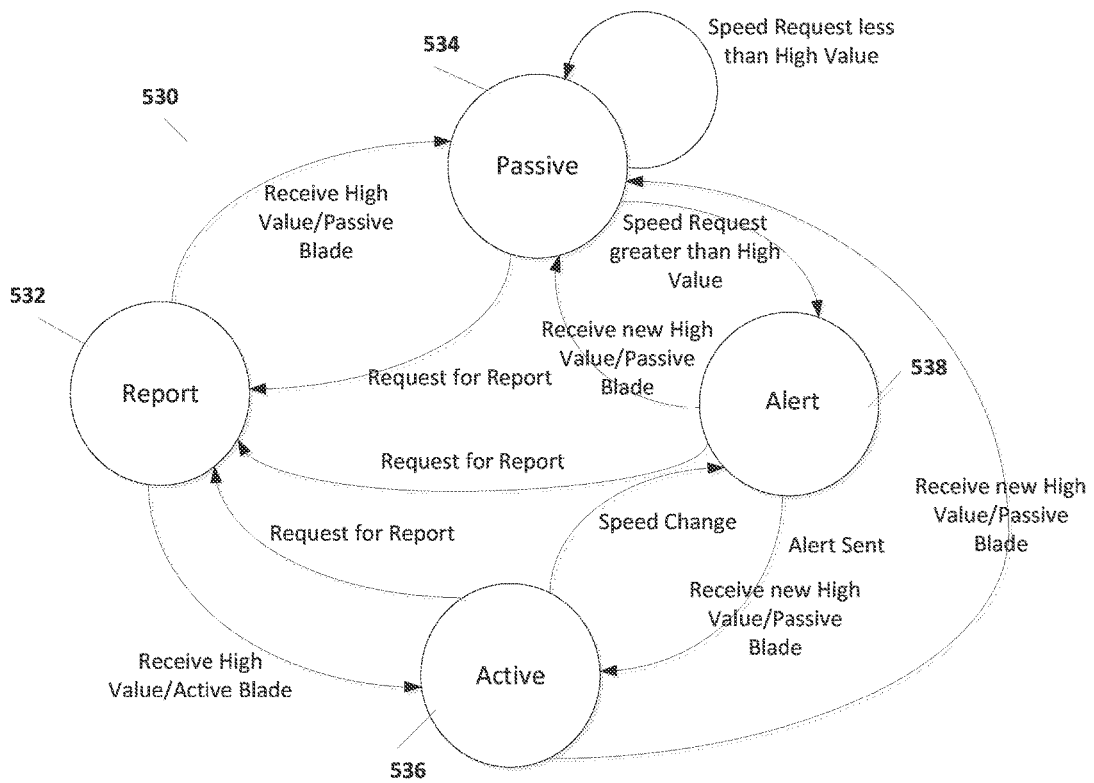 534
Speed Request less
than High Value
530
Passive
Receive High
Value/Passive
Blade
Speed Request
greater than High
Value
532
Receive new High
Value/Passive
Blade
538
Request for Report
Report
Alert
Request for Report
Receive new High
Value/Passive
Blade
Speed Change
Request for Report
Alert Sent
Receive new High
Value/Passive
Blade
Receive High
Value/Active Blade
Active
536